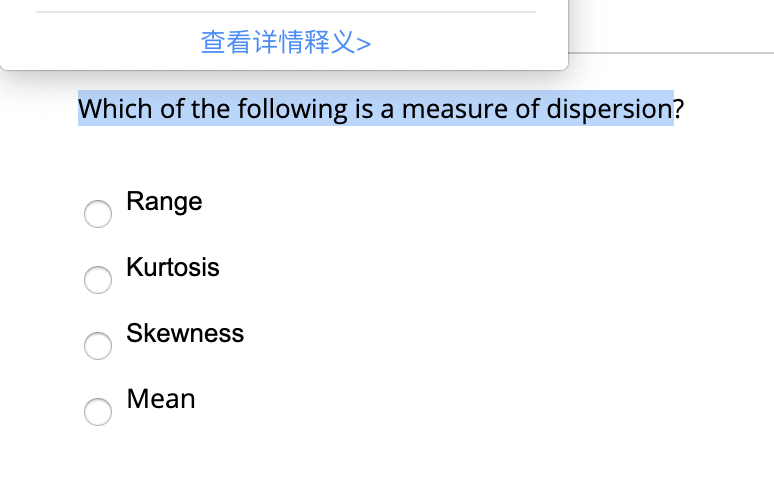 查看详情释义>
Which of the following is a measure of dispersion?
Range
Kurtosis
Skewness
Mean